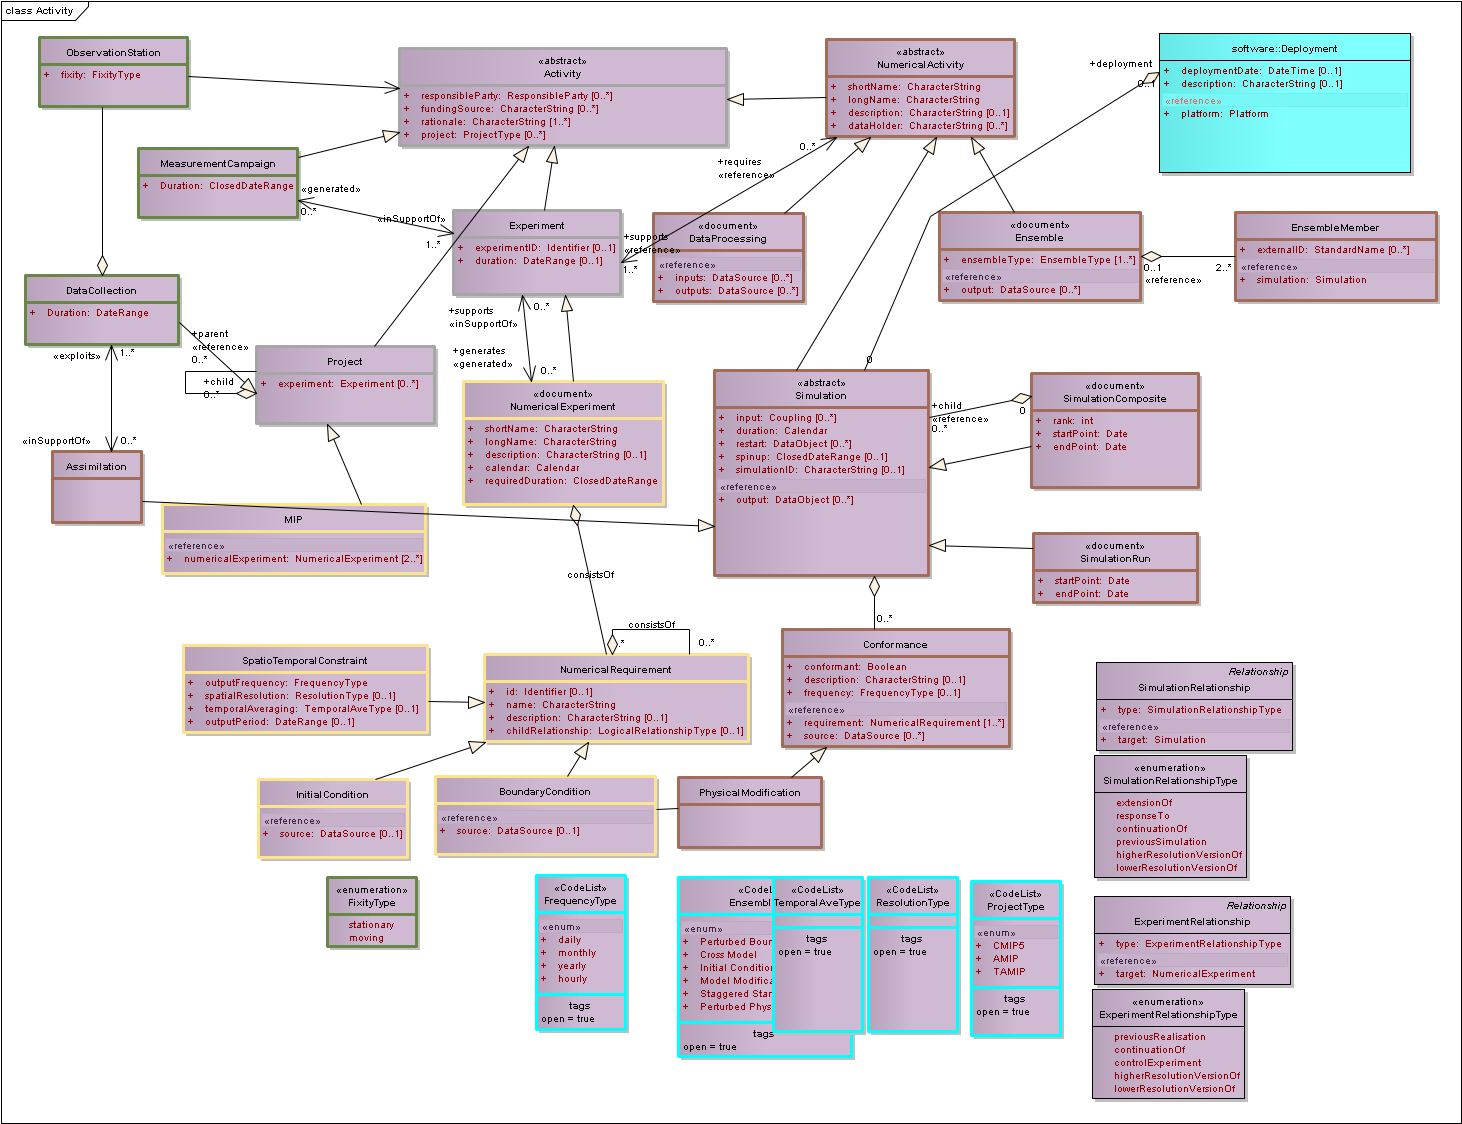 class Activity
ObservationStation
+ fixity: FixityType
«abstract»
Activity
+ responsibleParty: ResponsibleParty [0..*]
+ fundingSource: CharacterString [0..*]
+ rationale: CharacterString [1..*]
+ project: ProjectType [0..*]
«abstract»
NumericalActivity
+ shortName: CharacterString
+ longName: CharacterString
+ description: CharacterString [0..1]
+ dataHolder: CharacterString [0..*]
+deployment
0..1
software::Deployment
+ deploymentDate: DateTime [0..1]
+ description: CharacterString [0..1]
«reference»
+ platform: Platform
MeasurementCampaign
+ Duration: ClosedDateRange
«generated»
0..*
«inSupportOf»
1..*
0..*
+requires
«reference»
+supports
«reference»
1..*
Experiment
+ experimentID: Identifier [0..1]
+ duration: DateRange [0..1]
«document»
DataProcessing
«reference»
+ inputs: DataSource [0..*]
+ outputs: DataSource [0..*]
«document»
Ensemble
+ ensembleType: EnsembleType [1..*]
«reference»
+ output: DataSource [0..*]
0..1
«reference»
2..*
EnsembleMember
+ externalID: StandardName [0..*]
«reference»
+ simulation: Simulation
DataCollection
+ Duration: DateRange
«exploits»
1..*
+parent
«reference»
0..*
+child
0..*
Project
+ experiment: Experiment [0..*]
0..*
+supports
«inSupportOf»
+generates
«generated»
0..*
«document»
NumericalExperiment
+ shortName: CharacterString
+ longName: CharacterString
+ description: CharacterString [0..1]
+ calendar: Calendar
+ requiredDuration: ClosedDateRange
0
«abstract»
Simulation
+ input: Coupling [0..*]
+ duration: Calendar
+ restart: DataObject [0..*]
+ spinup: ClosedDateRange [0..1]
+ simulationID: CharacterString [0..1]
«reference»
+ output: DataObject [0..*]
+child
«reference»
0..*
0
«document»
SimulationComposite
+ rank: int
+ startPoint: Date
+ endPoint: Date
«inSupportOf»
0..*
Assimilation
MIP
«reference»
+ numericalExperiment: NumericalExperiment [2..*]
«document»
SimulationRun
+ startPoint: Date
+ endPoint: Date
consistsOf
consistsOf
.*
0..*
0..*
SpatioTemporalConstraint
+ outputFrequency: FrequencyType
+ spatialResolution: ResolutionType [0..1]
+ temporalAveraging: TemporalAveType [0..1]
+ outputPeriod: DateRange [0..1]
NumericalRequirement
+ id: Identifier [0..1]
+ name: CharacterString
+ description: CharacterString [0..1]
+ childRelationship: LogicalRelationshipType [0..1]
Conformance
+ conformant: Boolean
+ description: CharacterString [0..1]
+ frequency: FrequencyType [0..1]
«reference»
+ requirement: NumericalRequirement [1..*]
+ source: DataSource [0..*]
Relationship
SimulationRelationship
+ type: SimulationRelationshipType
«reference»
+ target: Simulation
«enumeration»
SimulationRelationshipType
extensionOf
responseTo
continuationOf
previousSimulation
higherResolutionVersionOf
lowerResolutionVersionOf
InitialCondition
«reference»
+ source: DataSource [0..1]
BoundaryCondition
«reference»
+ source: DataSource [0..1]
PhysicalModification
«enumeration»
FixityType
stationary
moving
«CodeList»
FrequencyType
«enum»
+ daily
+ monthly
+ yearly
+ hourly
tags
open = true
«CodeL
Ensembl
«enum»
+ Perturbed Boun
+ Cross Model
+ Initial Condition
+ Model Modifica
+ Staggered Star
+ Perturbed Phys
tags
open = true
«CodeList»
TemporalAveType
tags
open = true
«CodeList»
ResolutionType
tags
open = true
«CodeList»
ProjectType
«enum»
+ CMIP5
+ AMIP
+ TAMIP
tags
open = true
Relationship
ExperimentRelationship
+ type: ExperimentRelationshipType
«reference»
+ target: NumericalExperiment
«enumeration»
ExperimentRelationshipType
previousRealisation
continuationOf
controlExperiment
higherResolutionVersionOf
lowerResolutionVersionOf